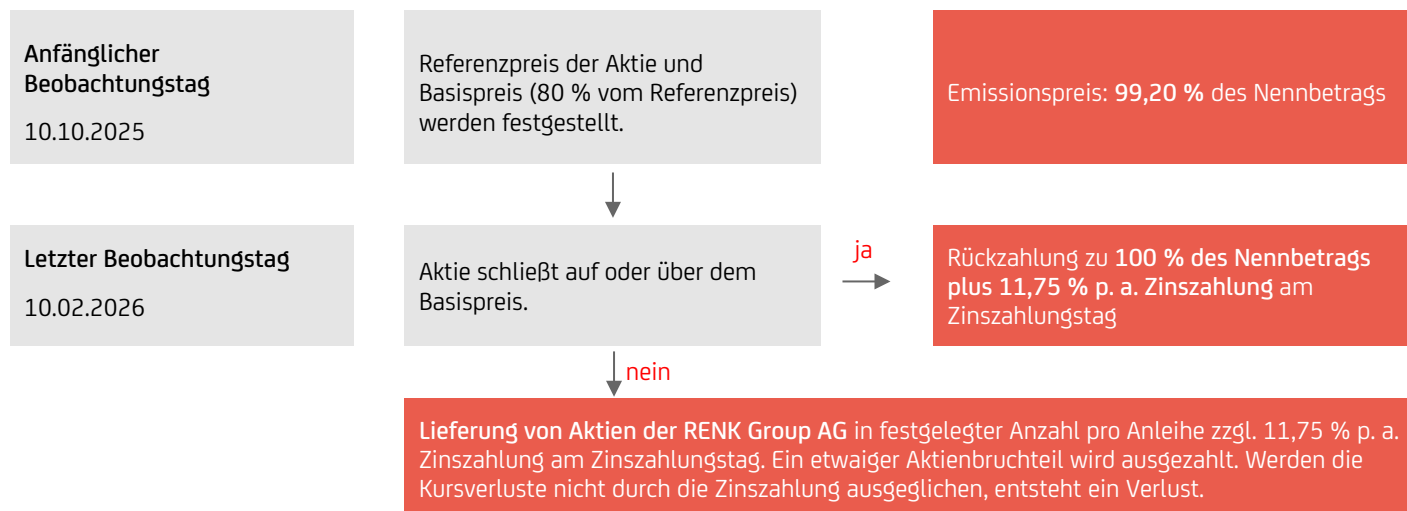 Anfänglicher
Beobachtungstag
10.10.2025
Referenzpreis der Aktie und
Basispreis (80 % vom Referenzpreis)
werden festgestellt.
Emissionspreis: 99,20 % des Nennbetrags
Letzter Beobachtungstag
10.02.2026
Aktie schließt auf oder über dem
Basispreis.
ja
Rückzahlung zu 100 % des Nennbetrags
plus 11,75 % p. a. Zinszahlung am
Zinszahlungstag
nein
Lieferung von Aktien der RENK Group AG in festgelegter Anzahl pro Anleihe zzgl. 11,75 % p. a.
Zinszahlung am Zinszahlungstag. Ein etwaiger Aktienbruchteil wird ausgezahlt. Werden die
Kursverluste nicht durch die Zinszahlung ausgeglichen, entsteht ein Verlust.